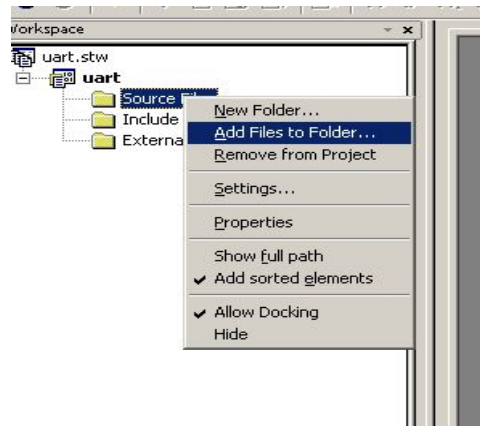 Workspace
uart.stw
uart
Source
Include
New Folder...
Add Files to Folder...
Remove from Project
Settings...
Properties
Show full path
Add sorted elements
Allow Docking
Hide